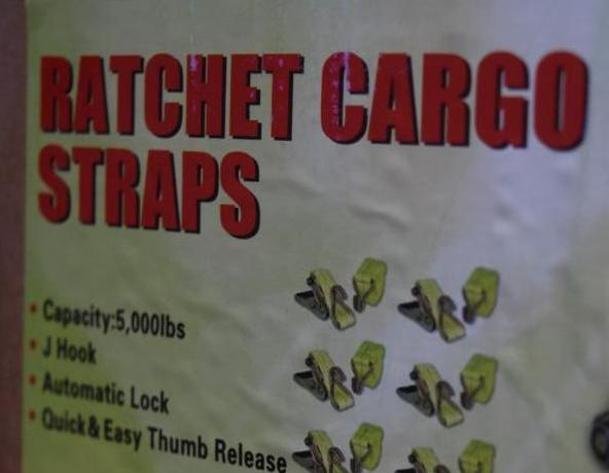 RATCHET CARGO
STRAPS
• Capacity:5,000lbs
• J Hook
• Automatic Lock
• Quick & Easy Thumb Release